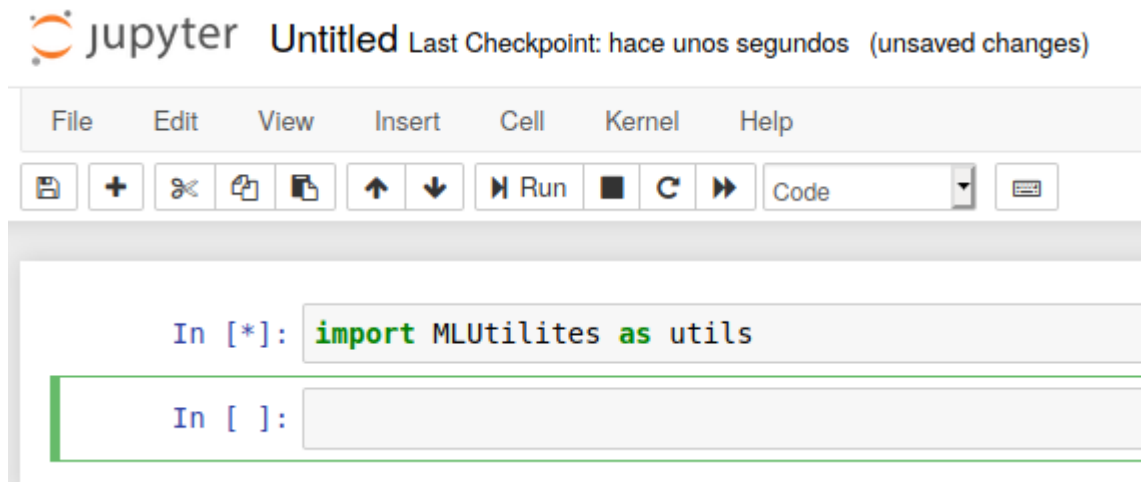 jupyter Untitled Last Checkpoint: hace unos segundos (unsaved changes)
File Edit View Insert Cell Kernel Help
Run Code
In [*]: import MLUtilites as utils
In [ ]: